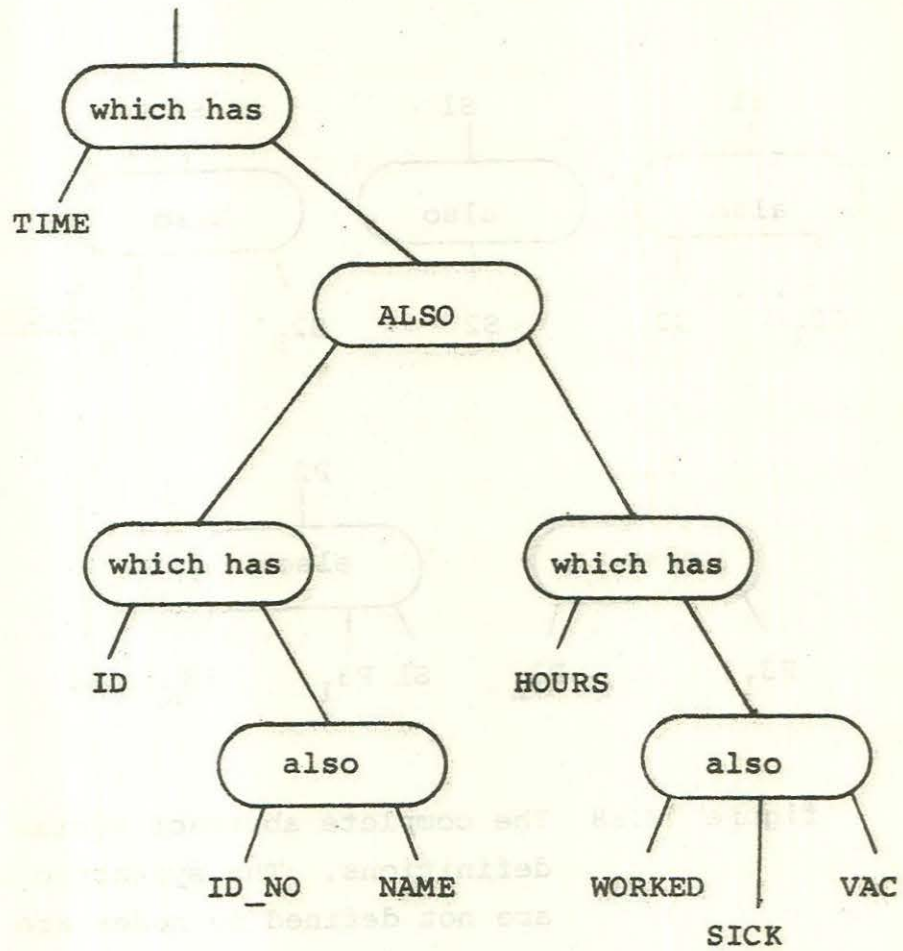 which has
TIME
ALSO
which has which has
ID HOURS
also also
ID_NO NAME WORKED VAC
SICK